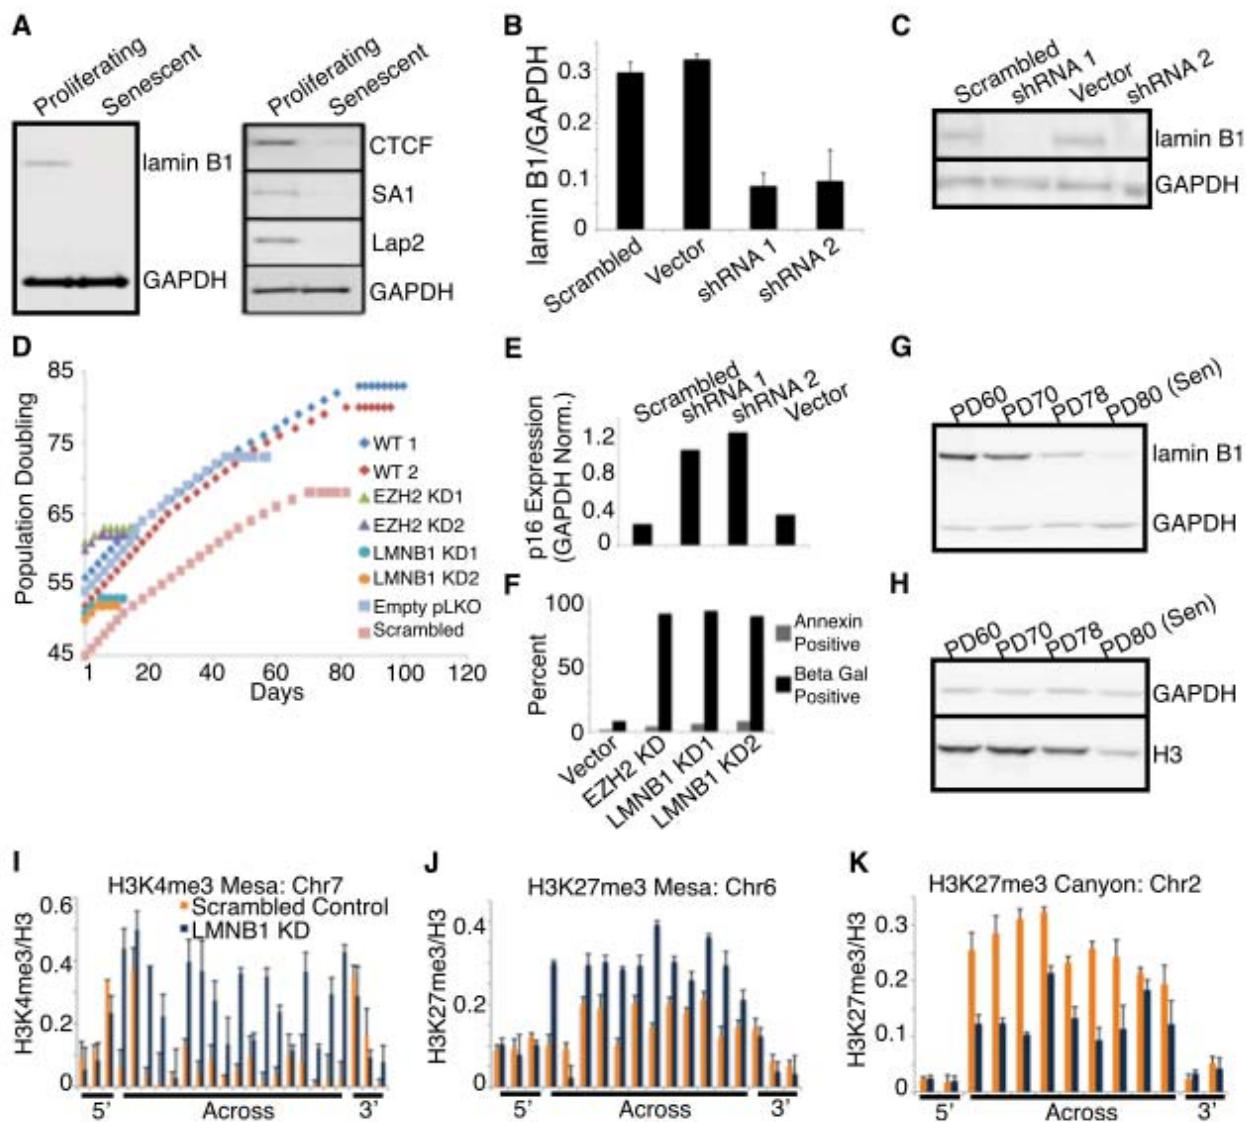 A
Proliferating
Senescent
lamin B1
GAPDH
Proliferating
Senescent
CTCF
SA1
Lap2
GAPDH
B
lamin B1/GAPDH
0.3
0.2
0.1
0
Scrambled
Vector
shRNA 1
shRNA 2
C
Scrambled
shRNA 1
Vector
shRNA 2
lamin B1
GAPDH
D
Population Doubling
85
75
65
55
45
1 20 40 60 80 100 120
Days
WT 1
WT 2
EZH2 KD1
EZH2 KD2
LMNB1 KD1
LMNB1 KD2
Empty pLKO
Scrambled
E
p16 Expression
(GAPDH Norm.)
1.2
0.8
0.4
0
Scrambled
shRNA 1
shRNA 2
Vector
F
Percent
100
50
0
Annexin
Positive
Beta Gal
Positive
Vector
EZH2 KD
LMNB1 KD1
LMNB1 KD2
G
PD60
PD70
PD78
PD80 (Sen)
lamin B1
GAPDH
H
PD60
PD70
PD78
PD80 (Sen)
GAPDH
H3
I
H3K4me3 Mesa: Chr7
Scrambled Control
LMNB1 KD
H3K4me3/H3
0.6
0.4
0.2
0
5' Across 3'
J
H3K27me3 Mesa: Chr6
H3K27me3/H3
0.4
0.2
0
5' Across 3'
K
H3K27me3 Canyon: Chr2
H3K27me3/H3
0.3
0.2
0.1
0
5' Across 3'